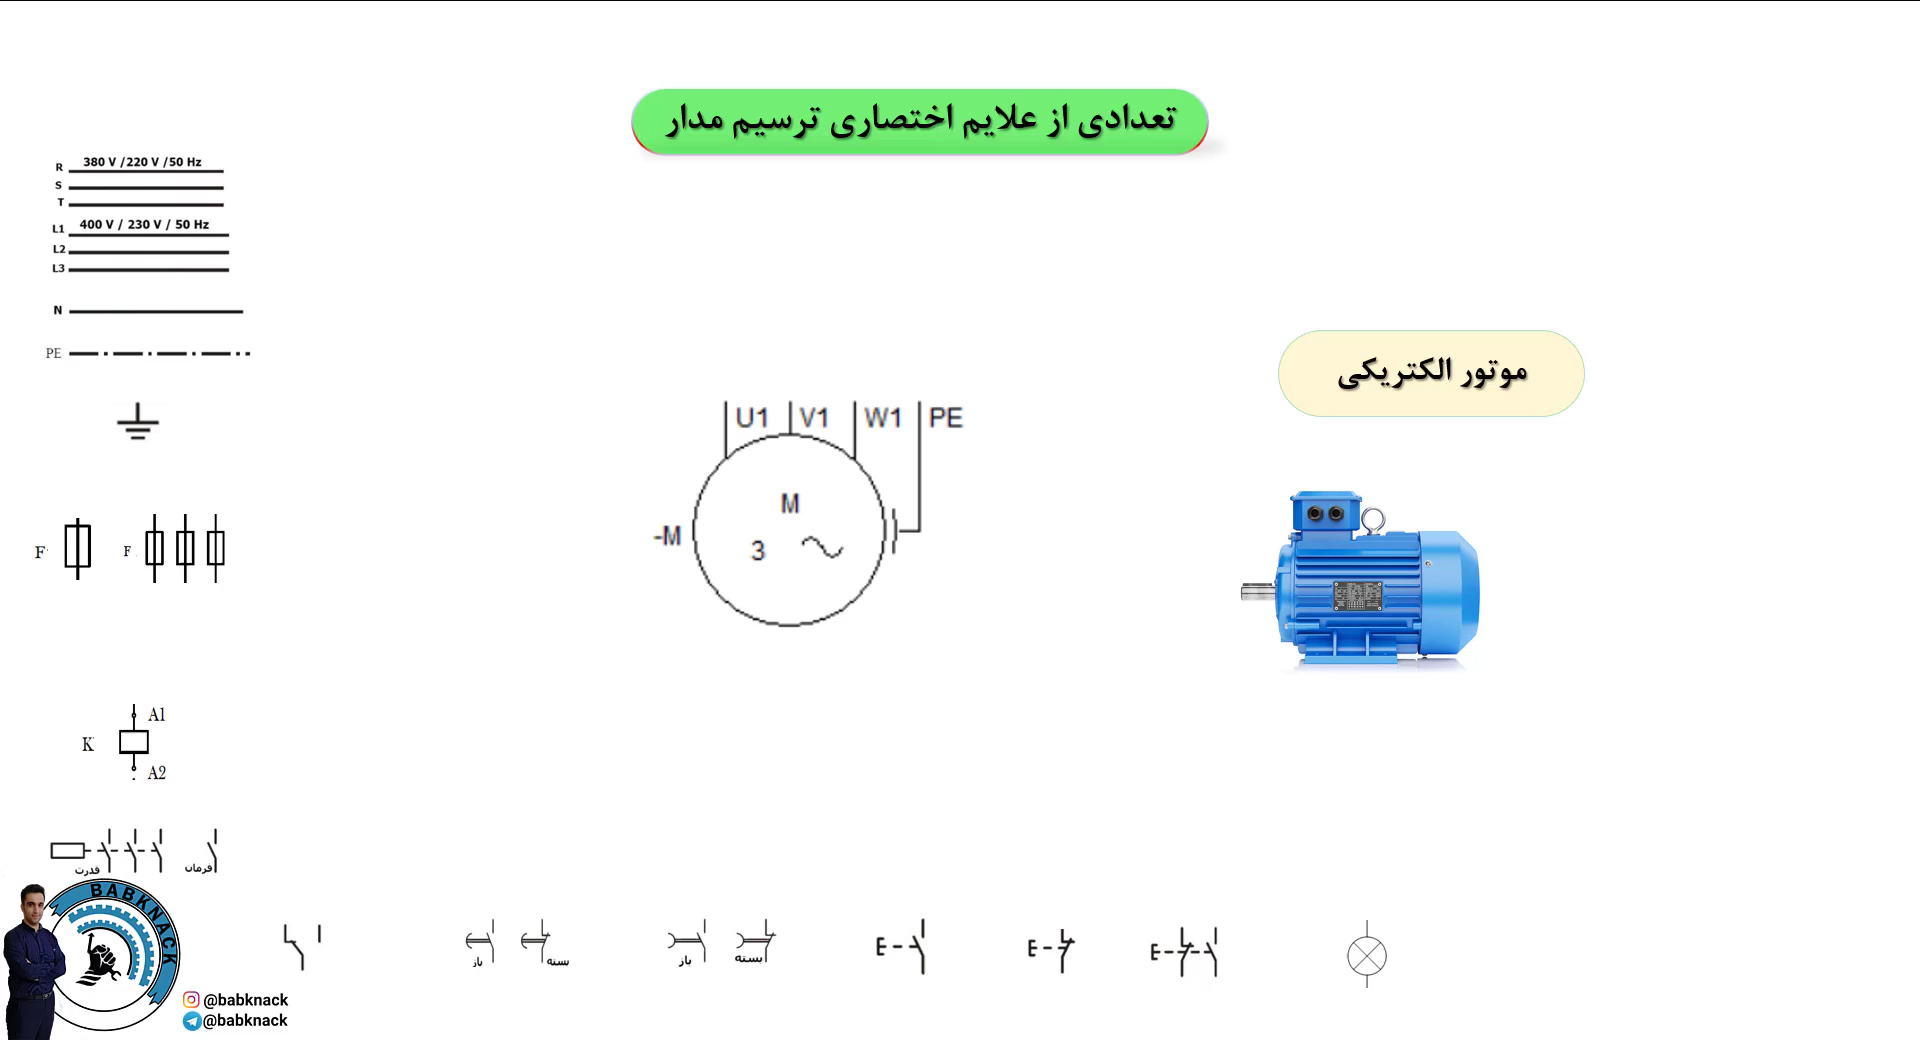 تعدادی از علایم اختصاری ترسیم مدار
380 V /220 V /50 Hz
R
S
T
400 V / 230 V / 50 Hz
L1
L2
L3
N
PE
موتور الکتریکی
U1 V1 W1 PE
M
-M
3
F
F
A1
K
A2
قدرت
فرمان
باز
بسته
باز
بسته
E
E
E
BABKNACK
@babknack
@babknack